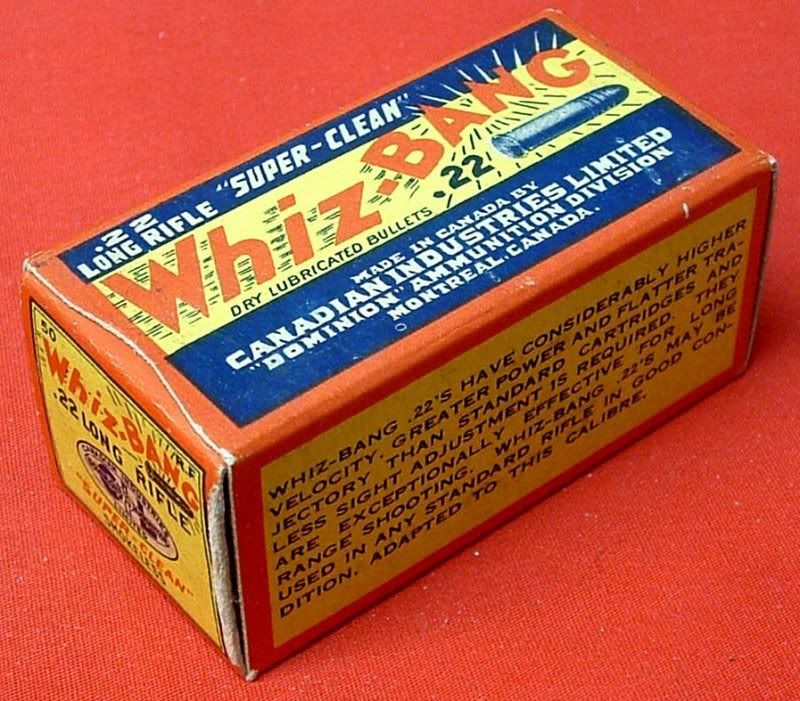 .22
LONG RIFLE "SUPER-CLEAN"
Whiz-BANG
DRY LUBRICATED BULLETS .22
MADE IN CANADA BY
CANADIAN INDUSTRIES LIMITED
"DOMINION" AMMUNITION DIVISION
MONTREAL, CANADA.
WHIZ-BANG .22'S HAVE CONSIDERABLY HIGHER
VELOCITY, GREATER POWER AND FLATTER TRA-
JECTORY THAN STANDARD CARTRIDGES AND
LESS SIGHT ADJUSTMENT IS REQUIRED. THEY
ARE EXCEPTIONALLY EFFECTIVE FOR LONG
RANGE SHOOTING. WHIZ-BANG .22'S MAY BE
USED IN ANY STANDARD RIFLE IN GOOD CON-
DITION, ADAPTED TO THIS CALIBRE.
50
Whiz-BANG
R.F.
.22 LONG RIFLE
"SUPER-CLEAN"
SMOKELESS